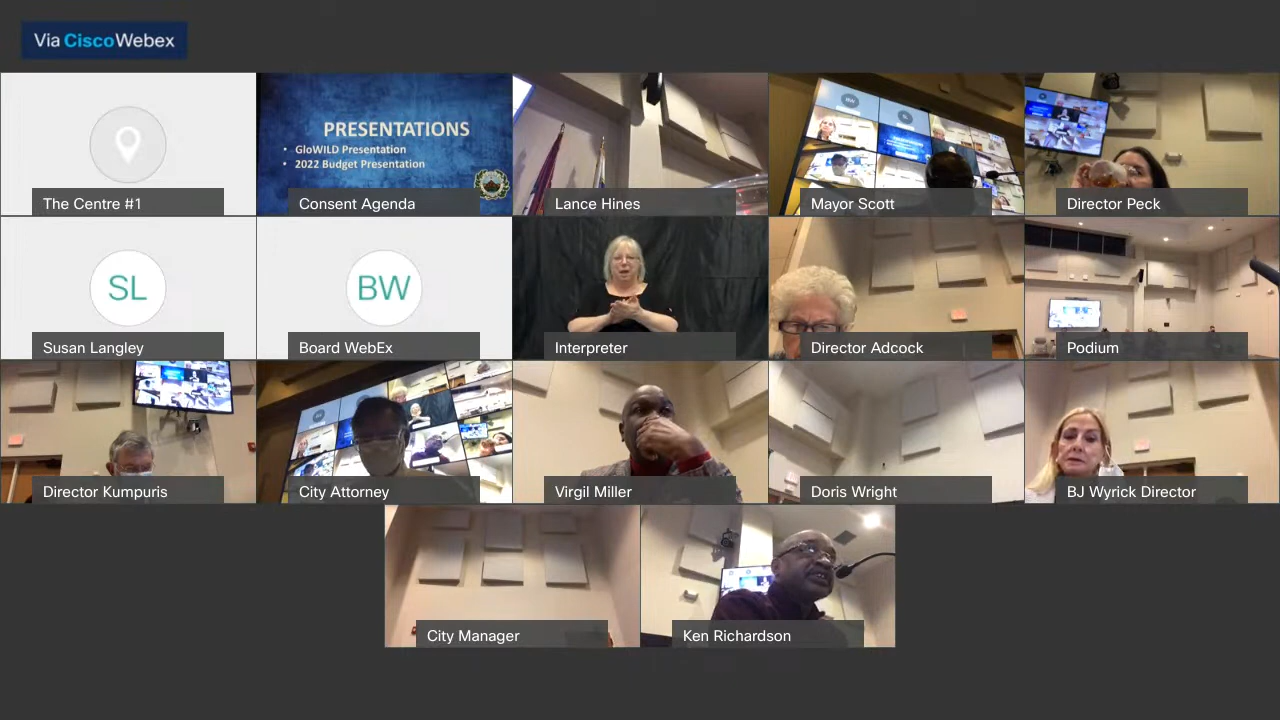 Via Cisco Webex
PRESENTATIONS
• GloWILD Presentation
• 2022 Budget Presentation
The Centre #1
Consent Agenda
Lance Hines
Mayor Scott
Director Peck
SL
BW
Susan Langley
Board WebEx
Interpreter
Director Adcock
Podium
Director Kumpuris
City Attorney
Virgil Miller
Doris Wright
BJ Wyrick Director
City Manager
Ken Richardson